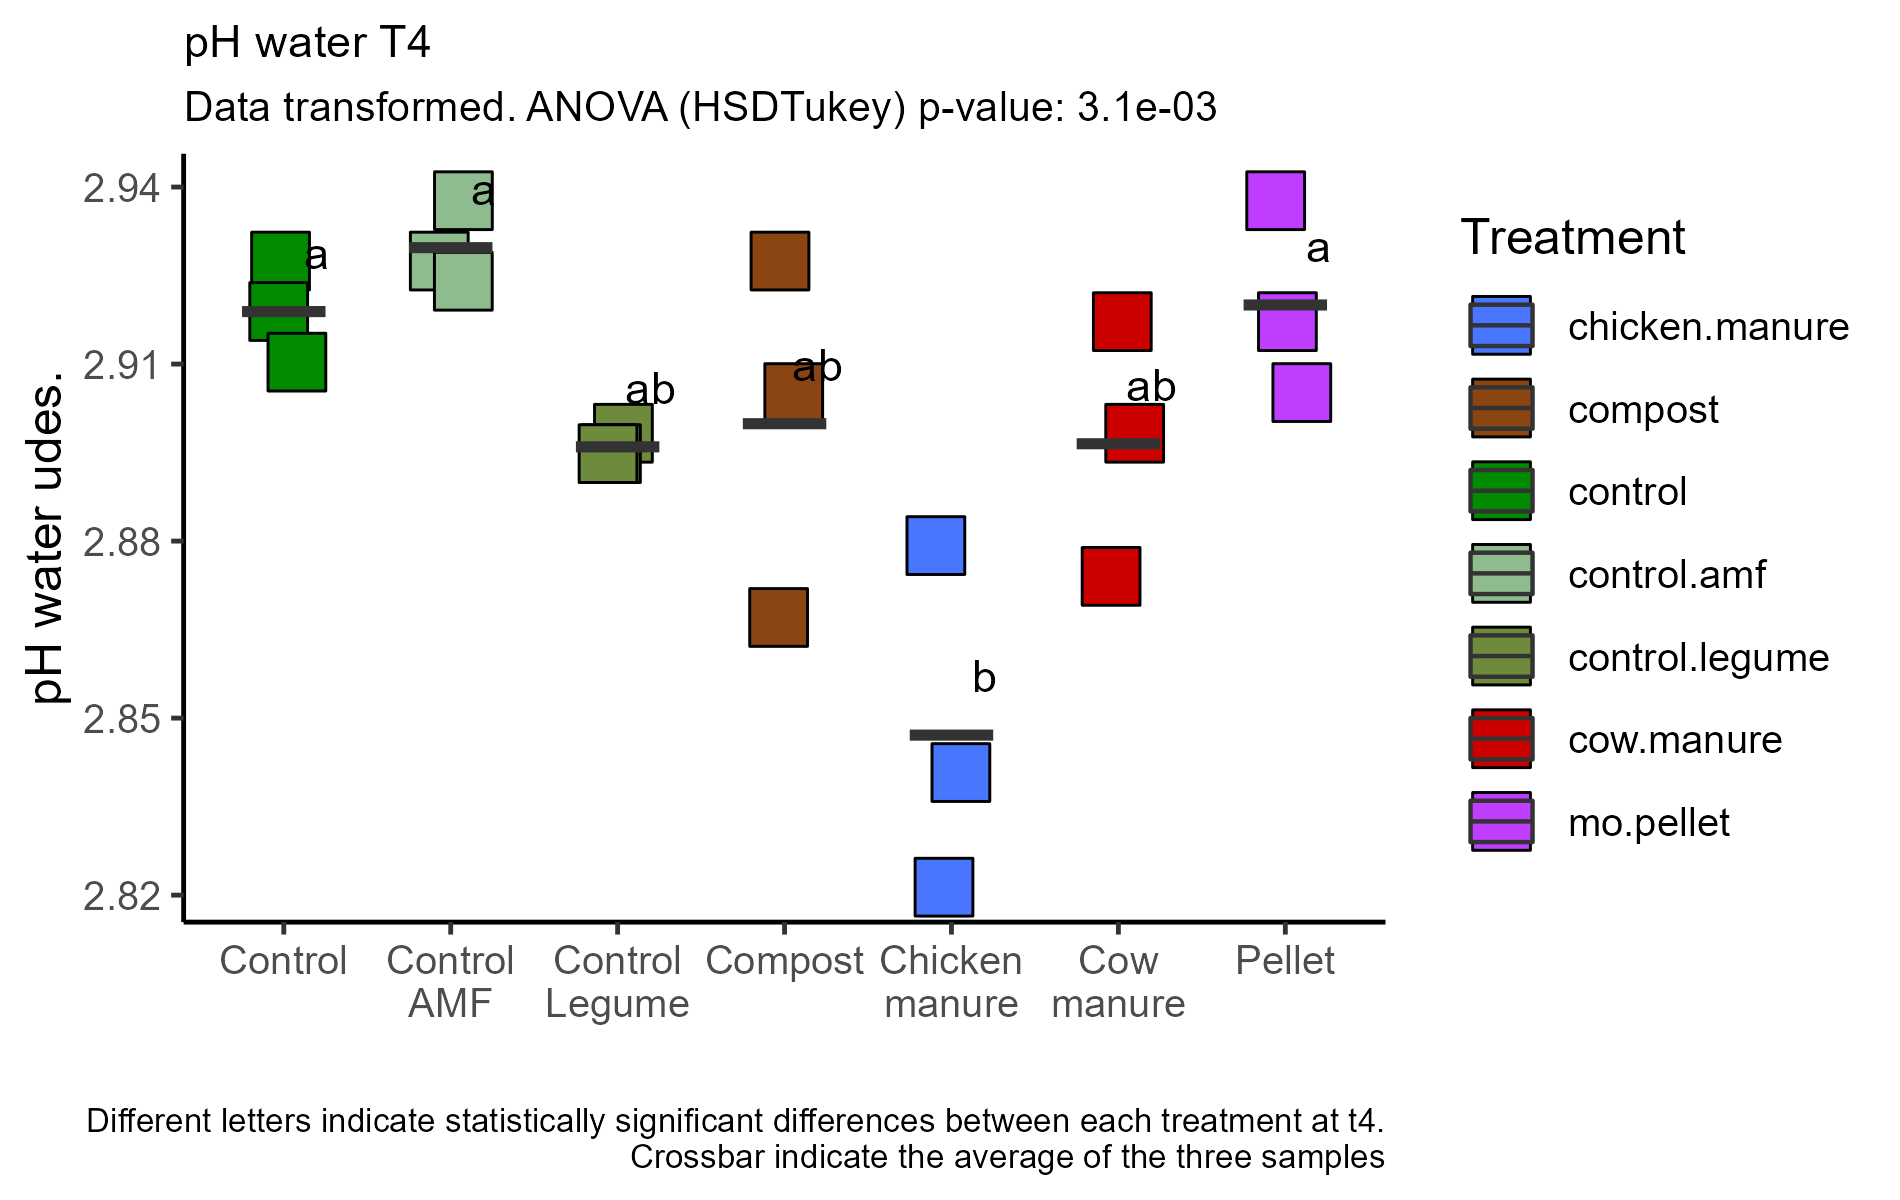 pH water T4
Data transformed. ANOVA (HSDTukey) p-value: 3.1e-03
pH water udes.
2.94
2.91
2.88
2.85
2.82
a
a
ab
ab
b
ab
a
Control
Control
AMF
Control
Legume
Compost
Chicken
manure
Cow
manure
Pellet
Treatment
chicken.manure
compost
control
control.amf
control.legume
cow.manure
mo.pellet
Different letters indicate statistically significant differences between each treatment at t4.
Crossbar indicate the average of the three samples